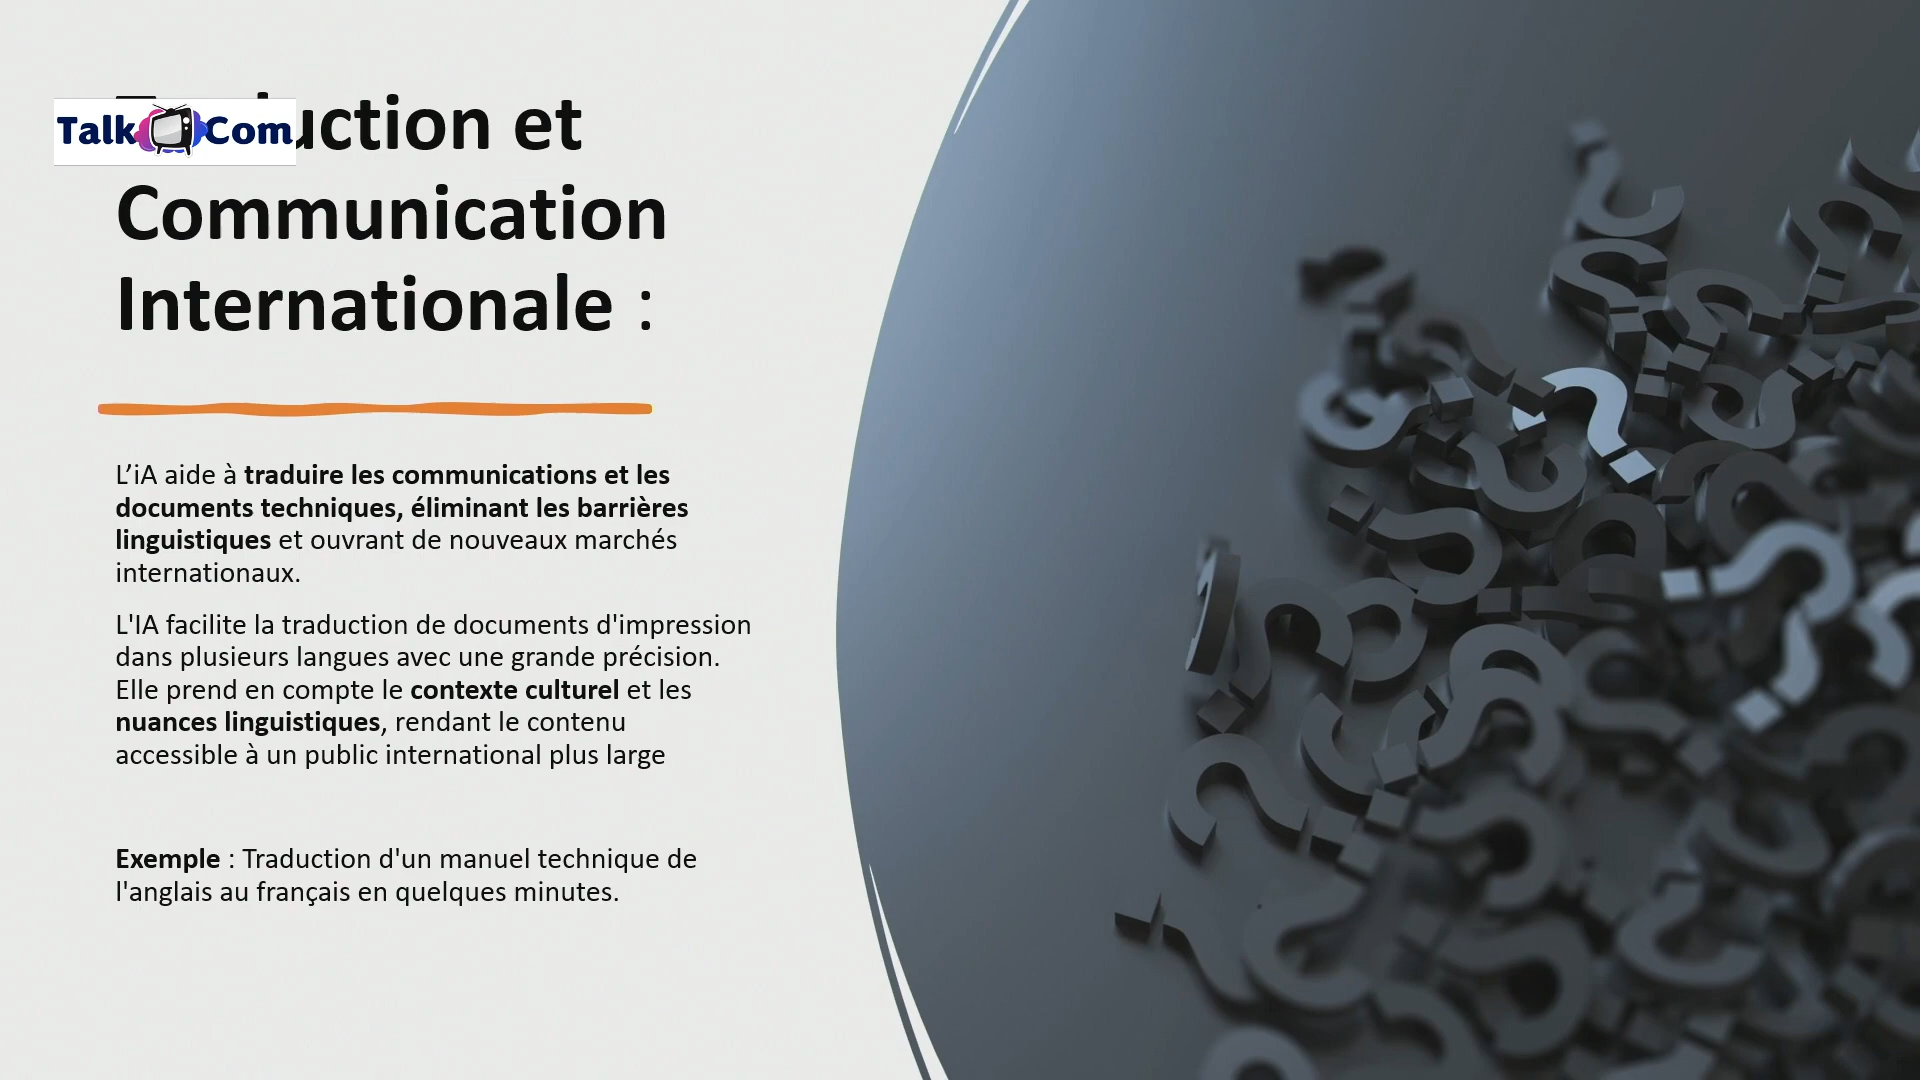 Talk Com
uction et
Communication
Internationale :
L’iA aide à traduire les communications et les
documents techniques, éliminant les barrières
linguistiques et ouvrant de nouveaux marchés
internationaux.
L'IA facilite la traduction de documents d'impression
dans plusieurs langues avec une grande précision.
Elle prend en compte le contexte culturel et les
nuances linguistiques, rendant le contenu
accessible à un public international plus large
Exemple : Traduction d'un manuel technique de
l'anglais au français en quelques minutes.